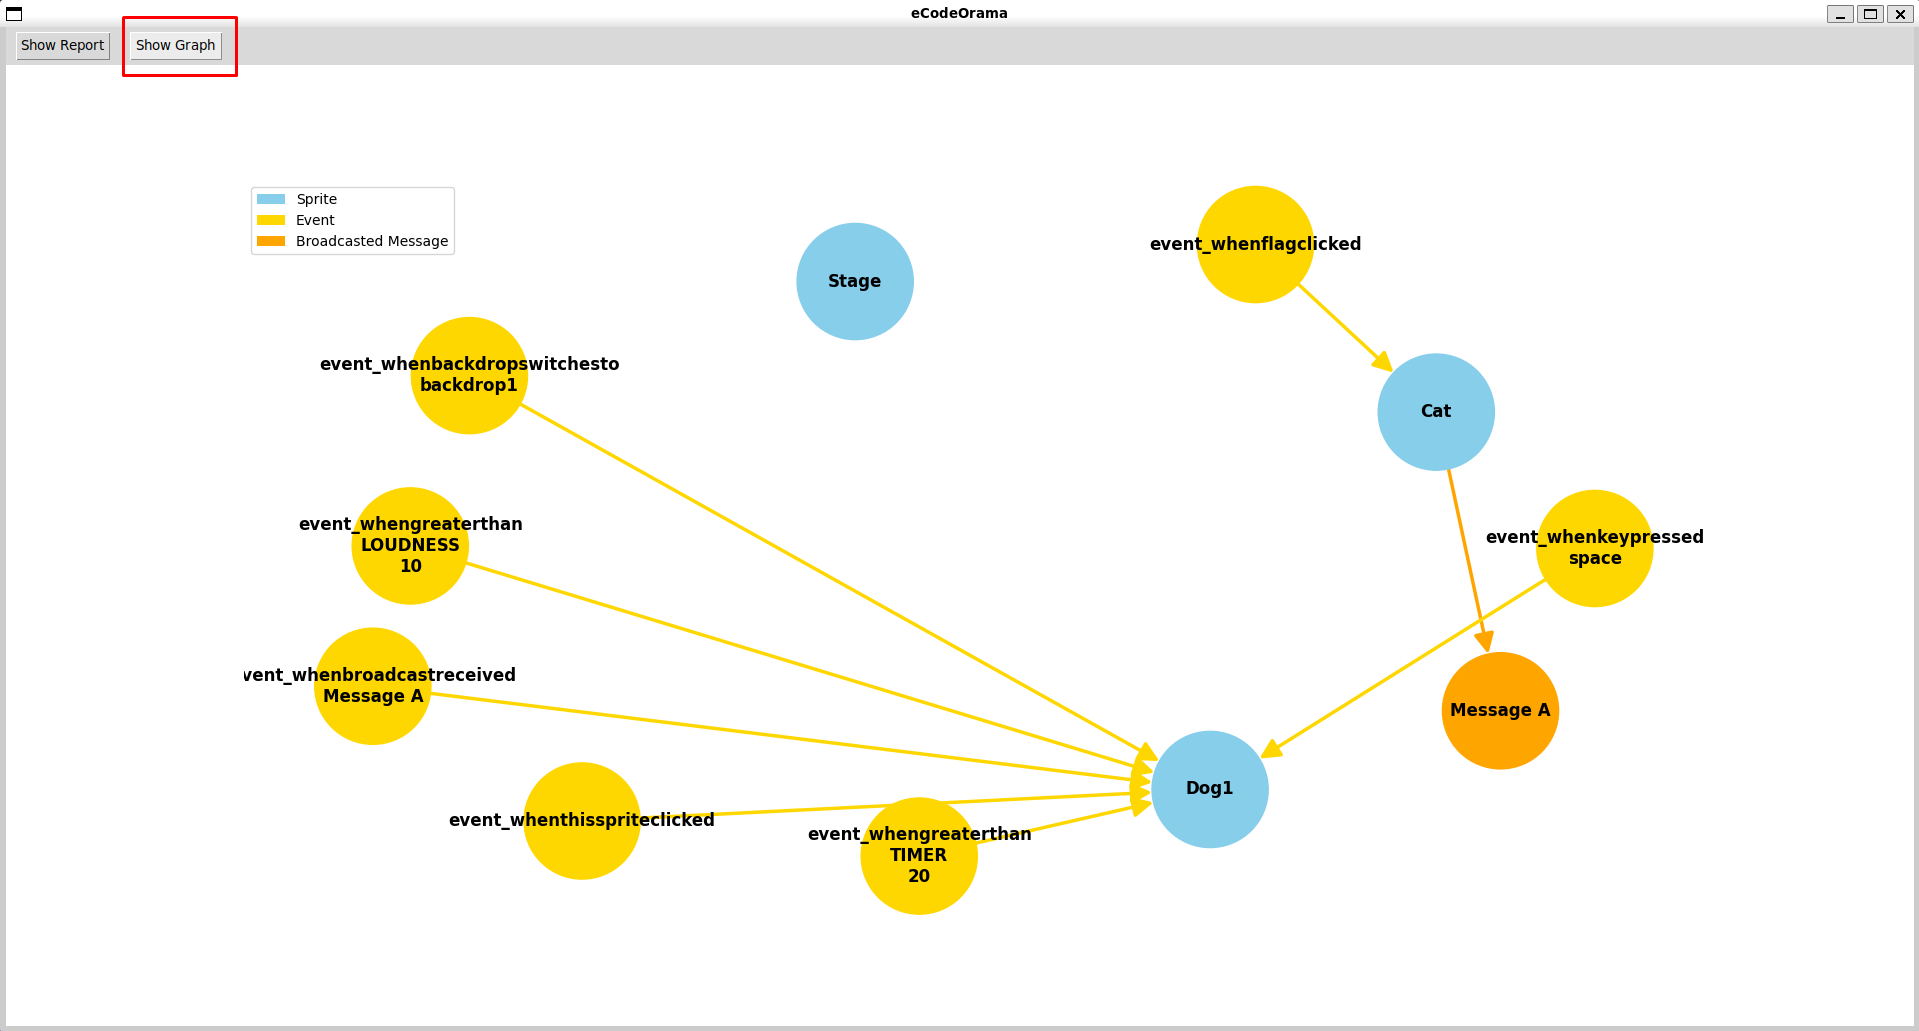 eCodeOrama
Show Report
Show Graph
Sprite
Event
Broadcasted Message
Stage
event_whenflagclicked
event_whenbackdropswitchesto
backdrop1
Cat
event_whengreaterthan
LOUDNESS
10
event_whenkeypressed
space
vent_whenbroadcastreceived
Message A
Message A
Dog1
event_whenthisspriteclicked
event_whengreaterthan
TIMER
20